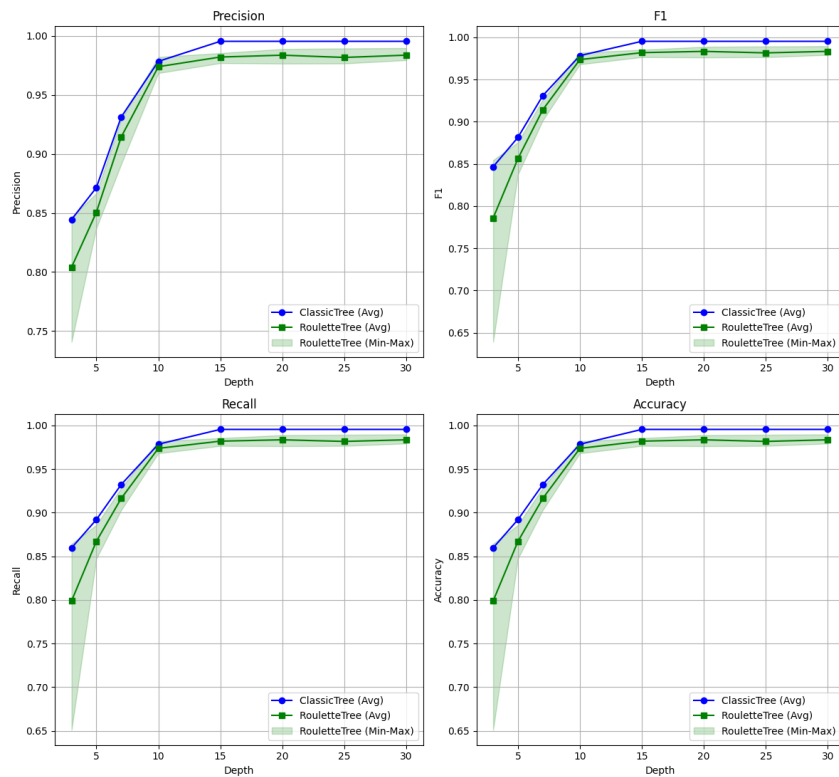 Precision
1.00
0.95
0.90
0.85
0.80
0.75
Precision
5 10 15 20 25 30
Depth
ClassicTree (Avg)
RouletteTree (Avg)
RouletteTree (Min-Max)
F1
1.00
0.95
0.90
0.85
0.80
0.75
0.70
0.65
F1
5 10 15 20 25 30
Depth
ClassicTree (Avg)
RouletteTree (Avg)
RouletteTree (Min-Max)
Recall
1.00
0.95
0.90
0.85
0.80
0.75
0.70
0.65
Recall
5 10 15 20 25 30
Depth
ClassicTree (Avg)
RouletteTree (Avg)
RouletteTree (Min-Max)
Accuracy
1.00
0.95
0.90
0.85
0.80
0.75
0.70
0.65
Accuracy
5 10 15 20 25 30
Depth
ClassicTree (Avg)
RouletteTree (Avg)
RouletteTree (Min-Max)